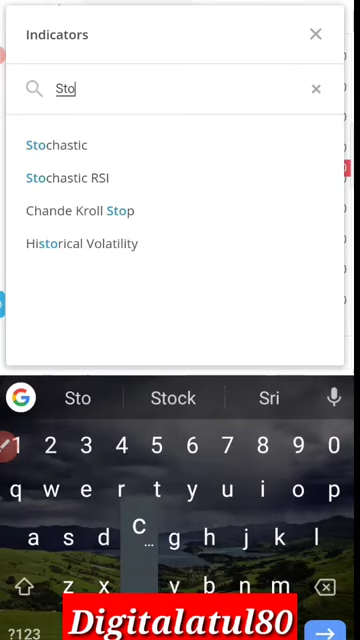 Indicators
Sto
Stochastic
Stochastic RSI
Chande Kroll Stop
Historical Volatility
Sto Stock Sri
1 2 3 4 5 6 7 8 9 0
q w e r t y u i o p
a s d c... g h j k l
z x v b n m
?123
Digitalatul80